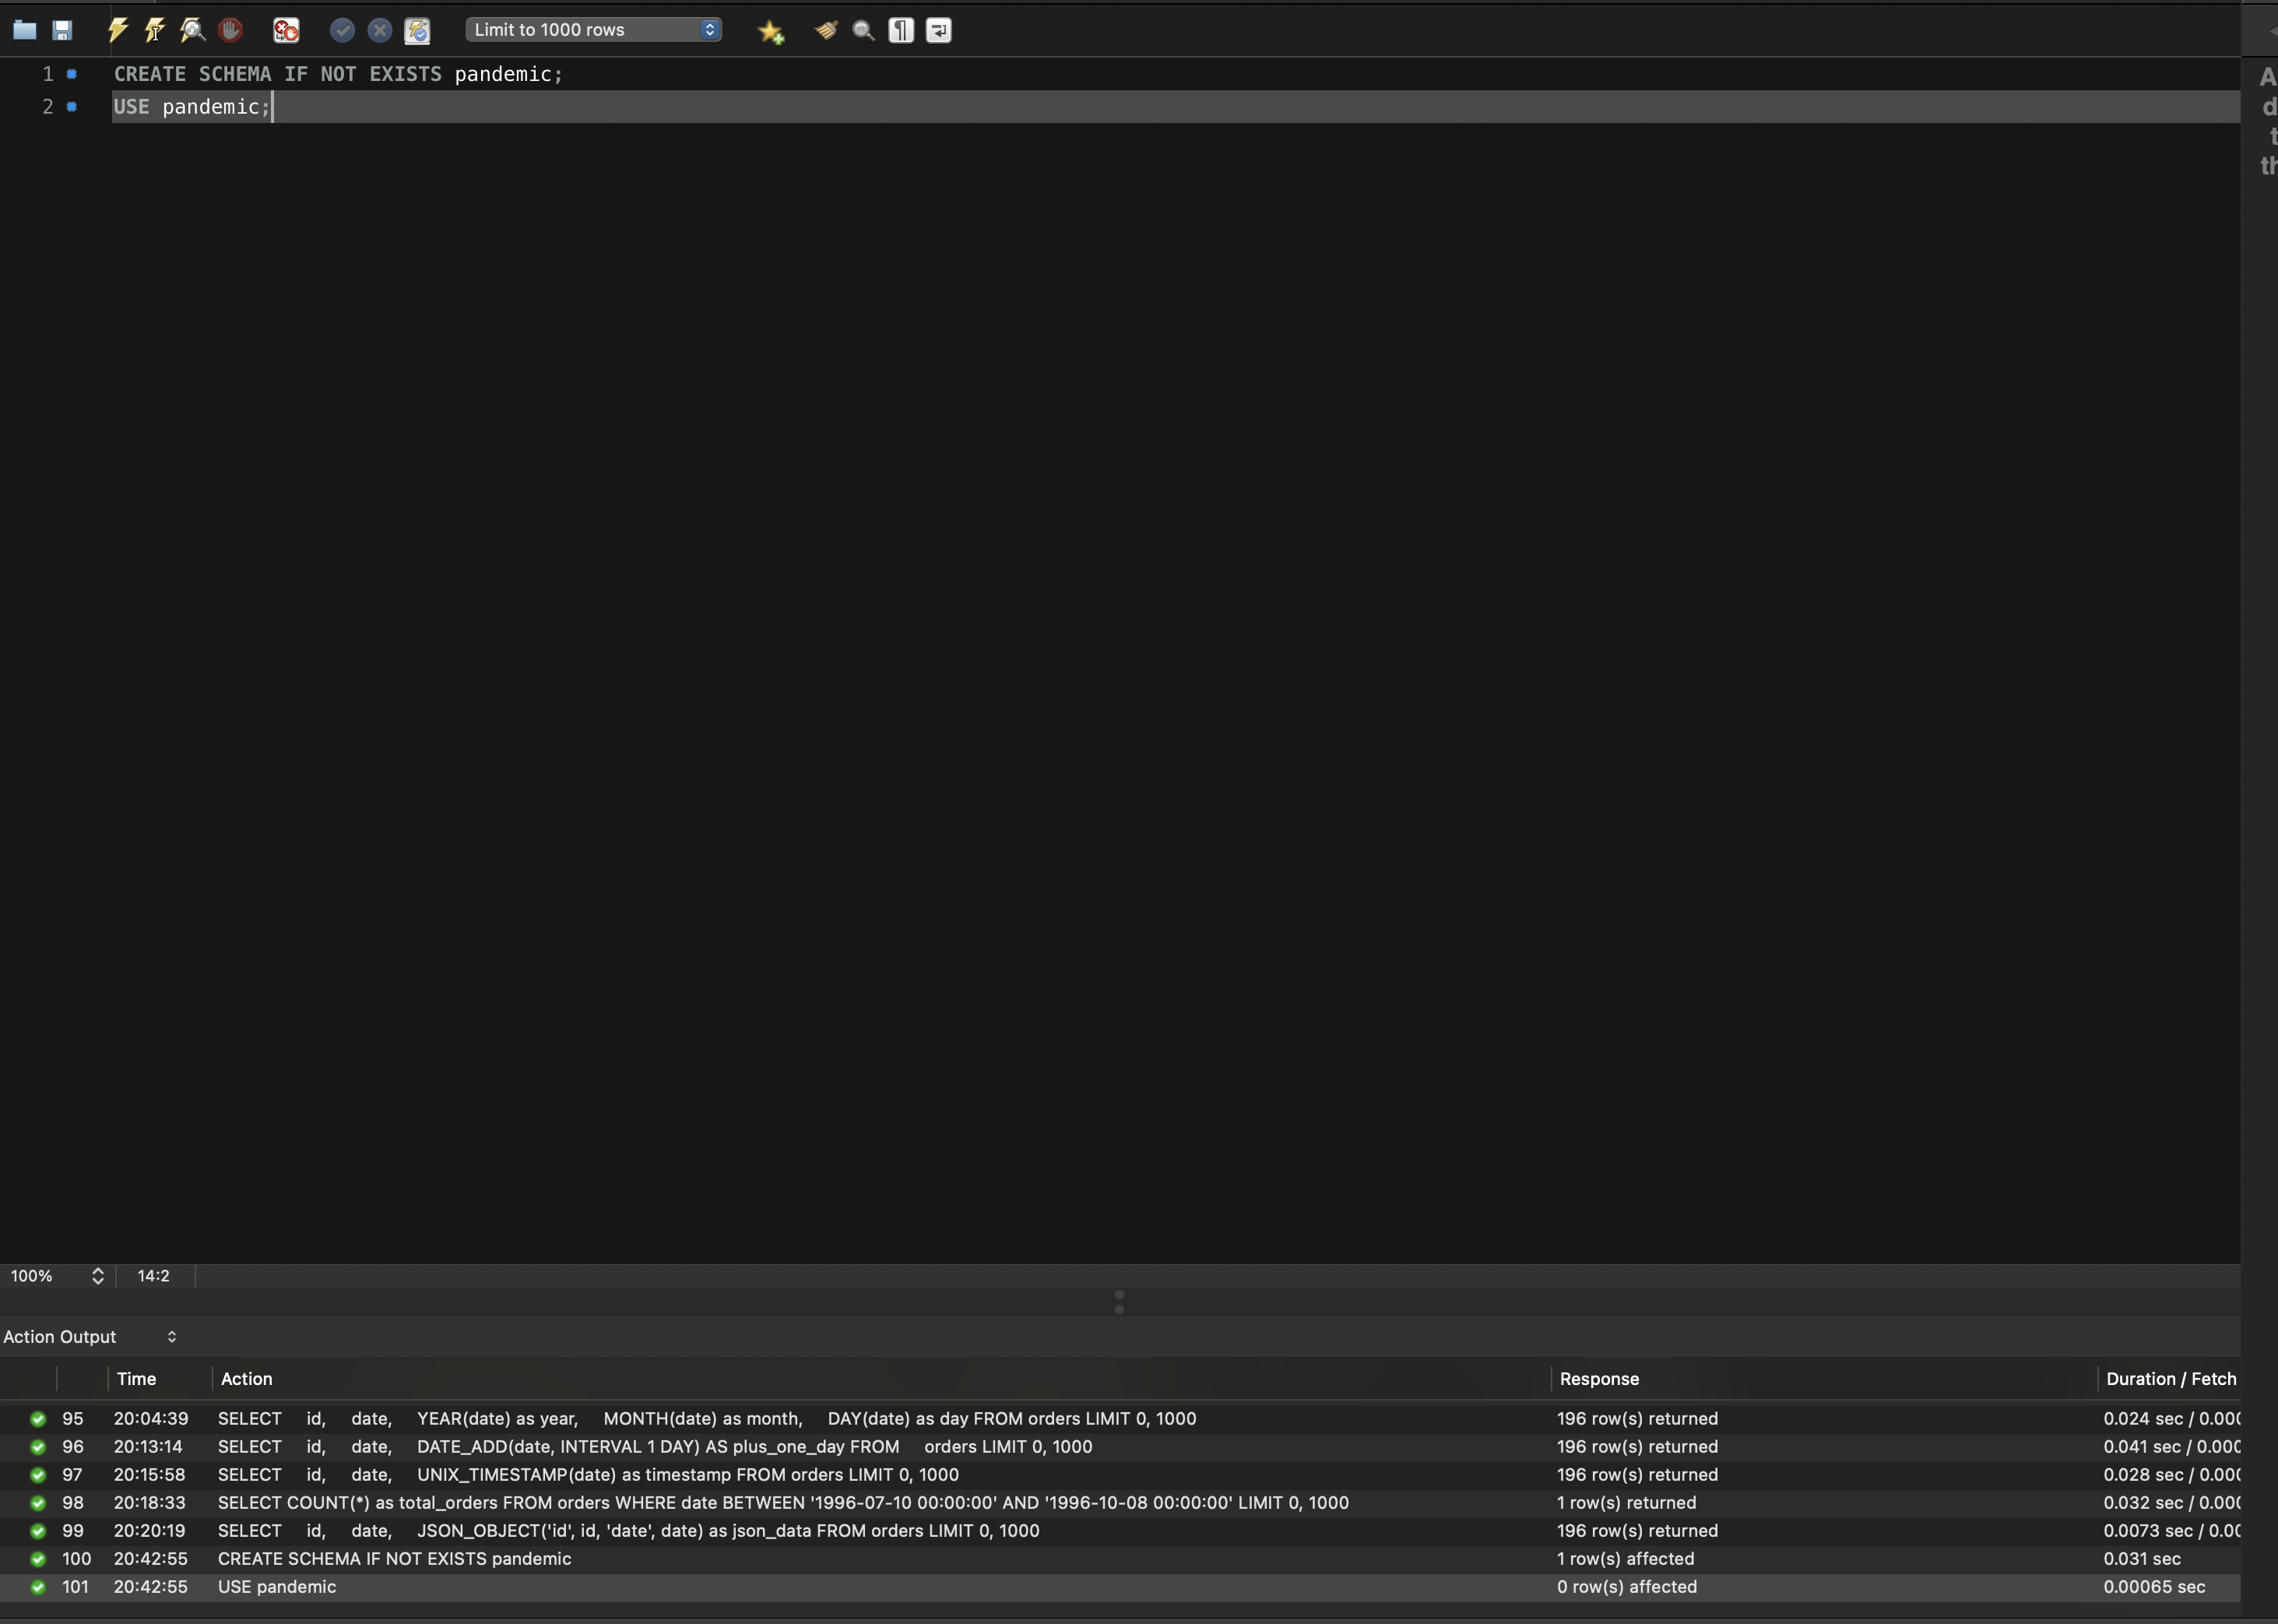 Limit to 1000 rows
1 CREATE SCHEMA IF NOT EXISTS pandemic;
2 USE pandemic;
A
d
t
th
100% 14:2
Action Output
Time Action Response Duration / Fetch
95 20:04:39 SELECT id, date, YEAR(date) as year, MONTH(date) as month, DAY(date) as day FROM orders LIMIT 0, 1000 196 row(s) returned 0.024 sec / 0.000
96 20:13:14 SELECT id, date, DATE_ADD(date, INTERVAL 1 DAY) AS plus_one_day FROM orders LIMIT 0, 1000 196 row(s) returned 0.041 sec / 0.000
97 20:15:58 SELECT id, date, UNIX_TIMESTAMP(date) as timestamp FROM orders LIMIT 0, 1000 196 row(s) returned 0.028 sec / 0.000
98 20:18:33 SELECT COUNT(*) as total_orders FROM orders WHERE date BETWEEN '1996-07-10 00:00:00' AND '1996-10-08 00:00:00' LIMIT 0, 1000 1 row(s) returned 0.032 sec / 0.000
99 20:20:19 SELECT id, date, JSON_OBJECT('id', id, 'date', date) as json_data FROM orders LIMIT 0, 1000 196 row(s) returned 0.0073 sec / 0.00
100 20:42:55 CREATE SCHEMA IF NOT EXISTS pandemic 1 row(s) affected 0.031 sec
101 20:42:55 USE pandemic 0 row(s) affected 0.00065 sec